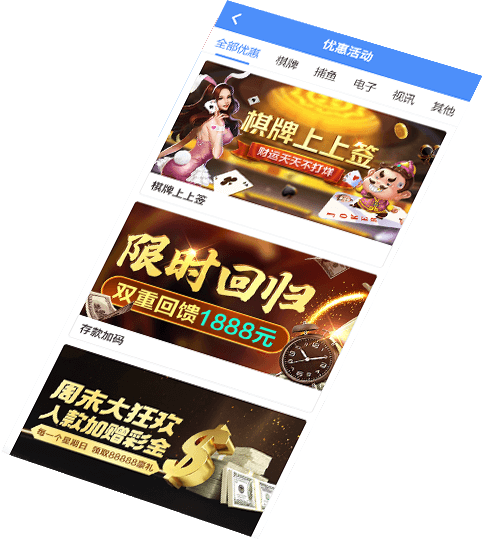 优惠活动
全部优惠 棋牌 捕鱼 电子 视讯 其他
棋牌上上签
财运天天不打烊
棋牌上上签
限时回归
双重回馈1888元
存款加码
周末大狂欢
入款加赠彩金
每一个星期日 领取88888豪礼